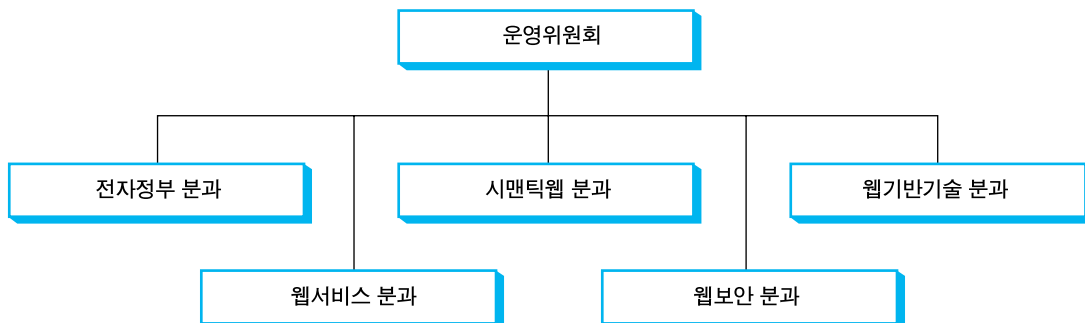 운영위원회
전자정부 분과
시맨틱웹 분과
웹기반기술 분과
웹서비스 분과
웹보안 분과